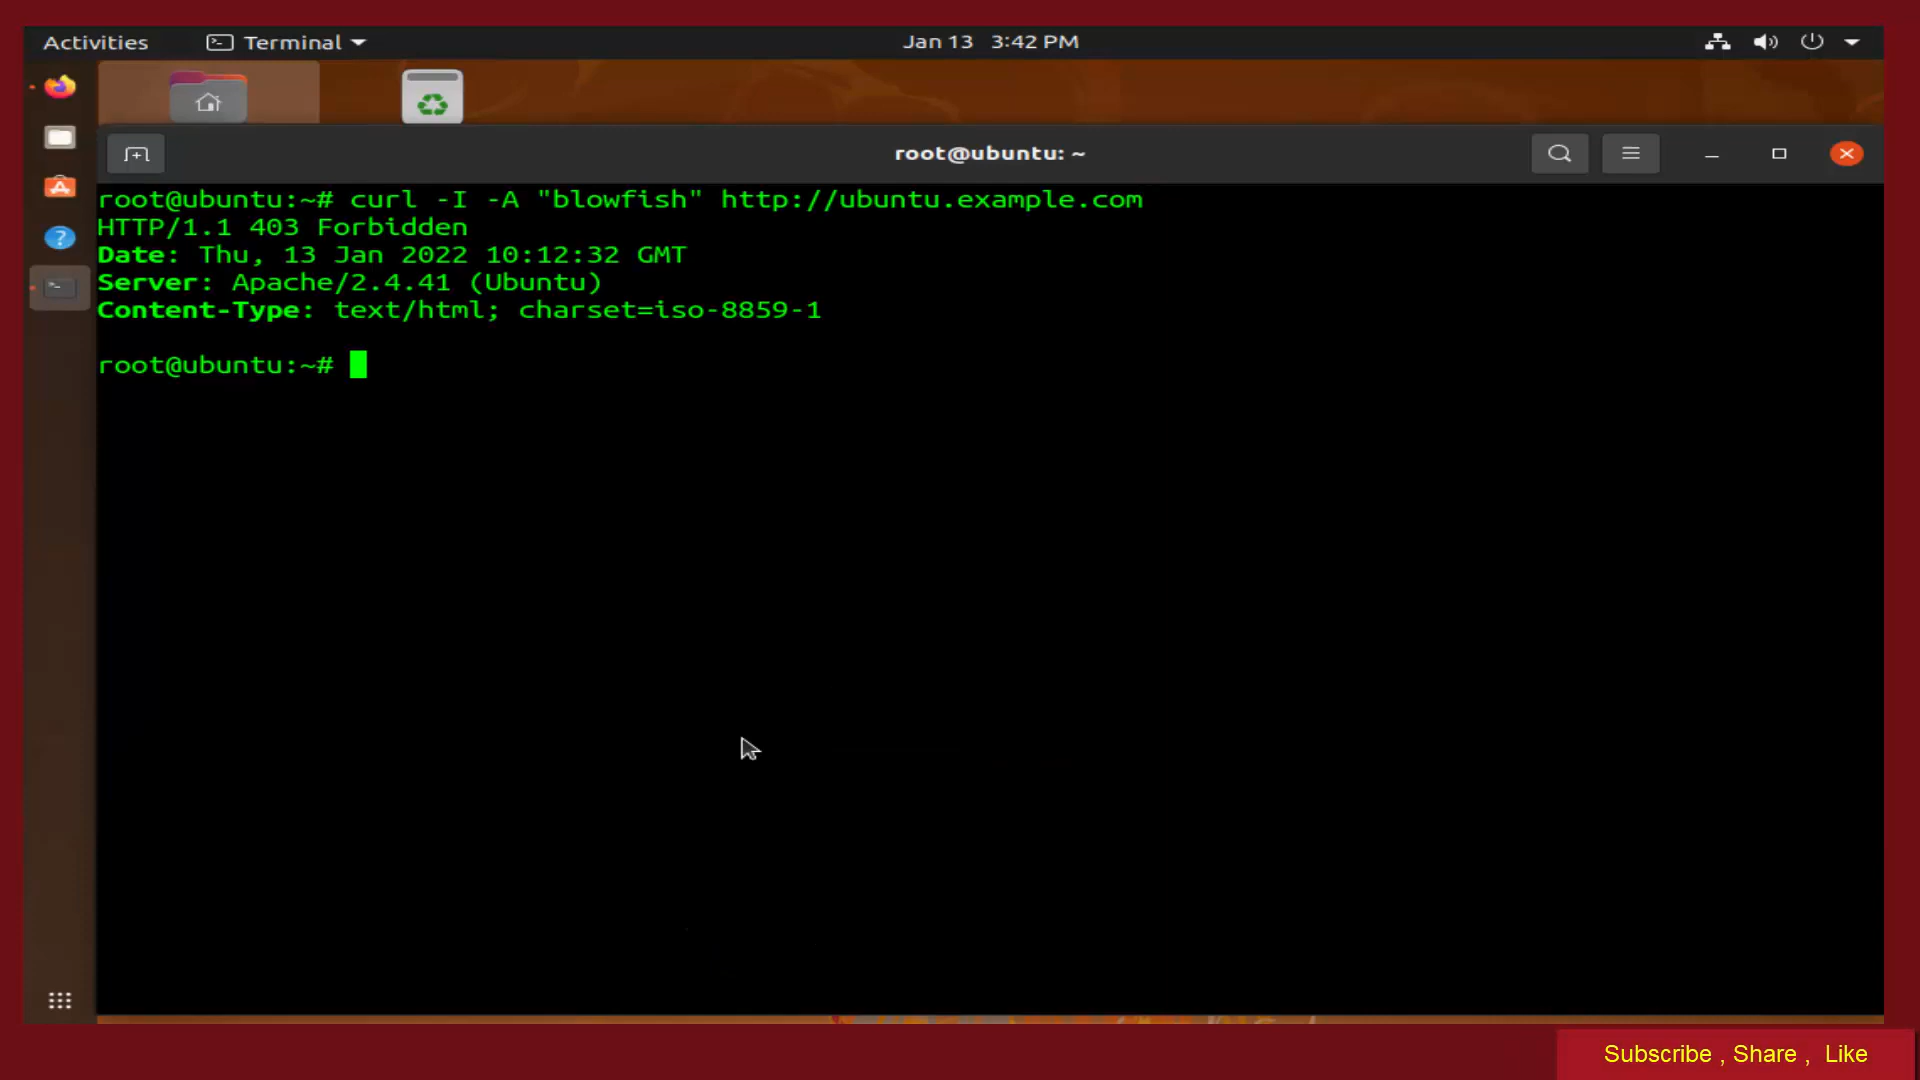 Activities Terminal Jan 13 3:42 PM
root@ubuntu: ~
root@ubuntu:~# curl -I -A "blowfish" http://ubuntu.example.com
HTTP/1.1 403 Forbidden
Date: Thu, 13 Jan 2022 10:12:32 GMT
Server: Apache/2.4.41 (Ubuntu)
Content-Type: text/html; charset=iso-8859-1
root@ubuntu:~#
Subscribe , Share , Like